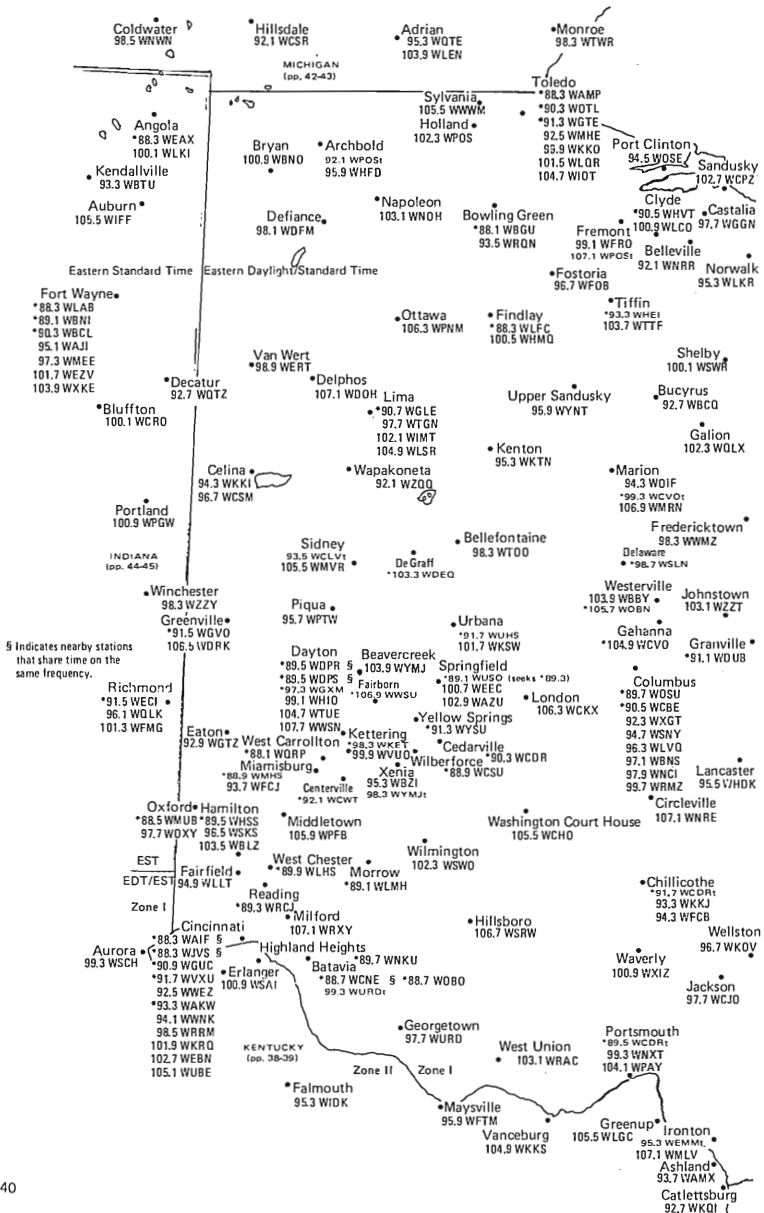 Coldwater
98.5 WNWN
Hillsdale
92.1 WCSR
Adrian
95.3 WQTE
103.9 WLEN
Monroe
98.3 WTWR
MICHIGAN
(pp. 42-43)
Toledo
*88.3 WAMP
*90.3 WOTL
*91.3 WGTE
92.5 WMHE
99.9 WKKO
101.5 WLQR
104.7 WIOT
Sylvania
105.5 WWWM
Holland
102.3 WPOS
Angola
*88.3 WEAX
100.1 WLKI
Bryan
100.9 WBNO
Archbold
92.1 WPOSt
95.9 WHFD
Port Clinton
94.5 WOSE
Sandusky
102.7 WCPZ
Kendallville
93.3 WBTU
Auburn
105.5 WIFF
Napoleon
103.1 WNOH
Defiance
98.1 WDFM
Bowling Green
*88.1 WBGU
93.5 WRQN
Clyde
*90.5 WHVT
100.9 WLCO
Castalia
97.7 WGGN
Fremont
99.1 WFRO
107.1 WPOSt
Belleville
92.1 WNRR
Norwalk
95.3 WLKR
Eastern Standard Time
Eastern Daylight/Standard Time
Fostoria
96.7 WFOB
Fort Wayne
*88.3 WLAB
*89.1 WBNI
*90.3 WBCL
95.1 WAJI
97.3 WMEE
101.7 WEZV
103.9 WXKE
Ottawa
106.3 WPNM
Findlay
*88.3 WLFC
100.5 WHMQ
Tiffin
*93.3 WHEI
103.7 WTTF
Shelby
100.1 WSWR
Van Wert
98.9 WERT
Decatur
92.7 WQTZ
Delphos
107.1 WDOH
Lima
*90.7 WGLE
97.7 WTGN
102.1 WIMT
104.9 WLSR
Upper Sandusky
95.9 WYNT
Bucyrus
92.7 WBCQ
Bluffton
100.1 WCRO
Galion
102.3 WQLX
Kenton
95.3 WKTN
Celina
94.3 WKKI
96.7 WCSM
Wapakoneta
92.1 WZOQ
Marion
94.3 WDIF
*99.3 WCVOt
106.9 WMRN
Portland
100.9 WPGW
Fredericktown
98.3 WWMZ
INDIANA
(pp. 44-45)
Sidney
93.5 WCLVt
105.5 WMVR
De Graff
*103.3 WDEQ
Bellefontaine
98.3 WTOO
Delaware
*98.7 WSLN
Winchester
98.3 WZZY
Greenville
*91.5 WGVO
106.5 WDRK
Piqua
95.7 WPTW
Urbana
*91.7 WUHS
101.7 WKSW
Westerville
103.9 WBBY
*105.7 WOBN
Johnstown
103.1 WZZT
Gahanna
*104.9 WCVO
Granville
*91.1 WDUB
§ Indicates nearby stations
that share time on the
same frequency.
Dayton
*89.5 WDPR §
*89.5 WDPS §
*97.3 WGXM
99.1 WHIO
104.7 WTUE
107.7 WWSN
Beavercreek
103.9 WYMJ
Fairborn
*106.9 WWSU
Springfield
*89.1 WUSO (seeks *89.3)
100.7 WEEC
102.9 WAZU
London
106.3 WCKX
Columbus
*89.7 WOSU
*90.5 WCBE
92.3 WXGT
94.7 WSNY
96.3 WLVQ
97.1 WBNS
97.9 WNCI
99.7 WRMZ
Richmond
*91.5 WECI
96.1 WQLK
101.3 WFMG
Yellow Springs
*91.3 WYSU
Eaton
92.9 WGTZ
West Carrollton
*88.1 WQRP
Kettering
*98.3 WKET
*99.9 WVUO
Cedarville
*90.3 WCDR
Wilberforce
*88.9 WCSU
Miamisburg
*88.9 WMHS
93.7 WFCJ
Xenia
95.3 WBZI
98.3 WYMJt
Centerville
*92.1 WCWT
Lancaster
95.5 WHDK
Circleville
107.1 WNRE
Oxford
*88.5 WMUB
97.7 WOXY
Hamilton
*89.5 WHSS
96.5 WSKS
103.5 WBLZ
Middletown
105.9 WPFB
Washington Court House
105.5 WCHO
EST
EDT/EST
Wilmington
102.3 WSWO
Fairfield
94.9 WLLT
West Chester
*89.9 WLHS
Morrow
*89.1 WLMH
Chillicothe
*91.7 WCDRt
93.3 WKKJ
94.3 WFCB
Zone I
Reading
*89.3 WRCJ
Milford
107.1 WRXY
Hillsboro
106.7 WSRW
Wellston
96.7 WKOV
Cincinnati
*88.3 WAIF §
*88.3 WJVS §
*90.9 WGUC
*91.7 WVXU
92.5 WWEZ
*93.3 WAKW
94.1 WWNK
98.5 WRRM
101.9 WKRQ
102.7 WEBN
105.1 WUBE
Aurora
99.3 WSCH
Highland Heights
*89.7 WNKU
Erlanger
100.9 WSAI
Batavia
*88.7 WCNE § *88.7 WOBO
99.3 WURDt
Waverly
100.9 WXIZ
Jackson
97.7 WCJO
KENTUCKY
(pp. 38-39)
Georgetown
97.7 WURD
West Union
103.1 WRAC
Portsmouth
*89.5 WCDRt
99.3 WNXT
104.1 WPAY
Zone II
Zone I
Falmouth
95.3 WIDK
Maysville
95.9 WFTM
Vanceburg
104.9 WKKS
Greenup
105.5 WLGC
Ironton
95.3 WEMMt
107.1 WMLV
Ashland
93.7 WAMX
Catlettsburg
92.7 WKQI
40